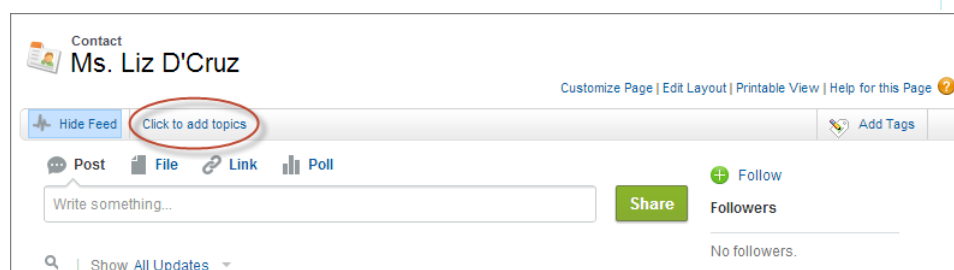 Contact
Ms. Liz D'Cruz
Customize Page | Edit Layout | Printable View | Help for this Page ?
Hide Feed Click to add topics Add Tags
Post File Link Poll
Follow
Write something... Share
Followers
No followers.
Show All Updates